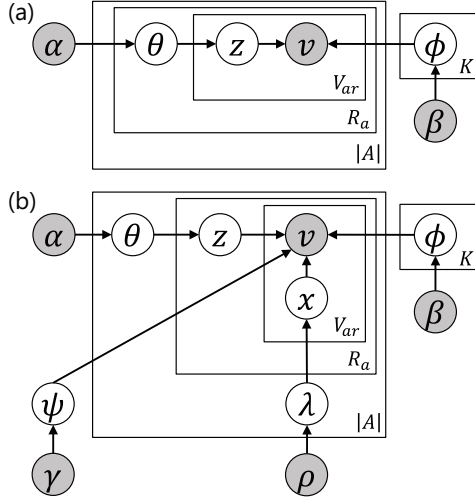 (a)
α θ z v ϕ
V_ar
R_a
|A|
K
β
(b)
α θ z v ϕ
x
V_ar
R_a
|A|
K
β
ψ λ
γ ρ